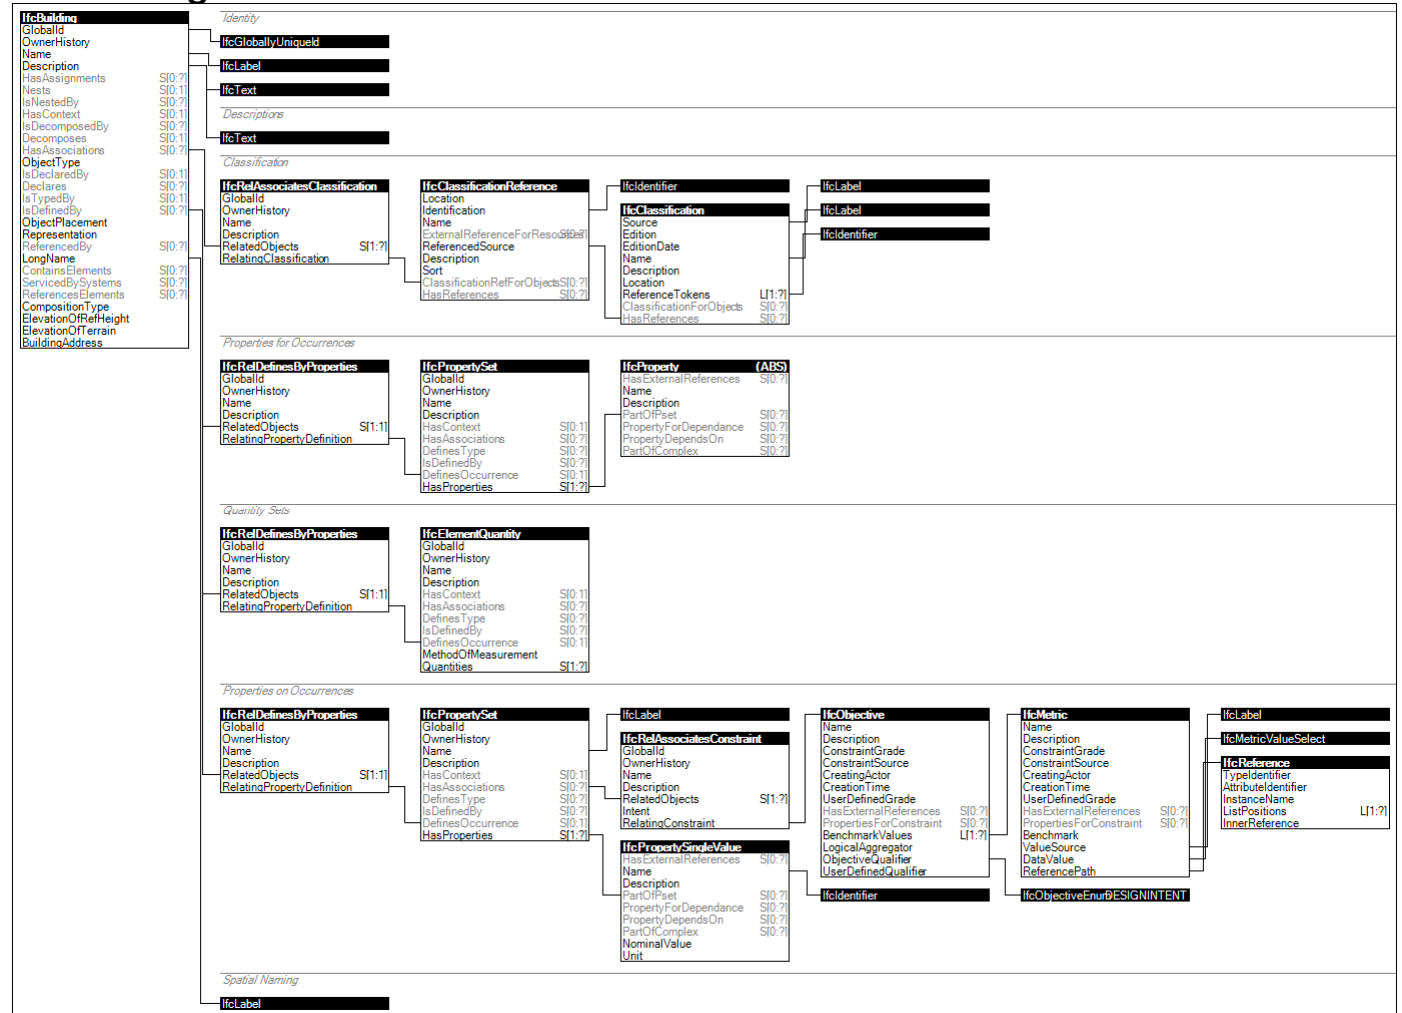 IfcBuilding
GlobalId
OwnerHistory
Name
Description
HasAssignments S[0:?]
Nests S[0:1]
IsNestedBy S[0:?]
HasContext S[0:1]
IsDecomposedBy S[0:?]
Decomposes S[0:1]
HasAssociations S[0:?]
ObjectType
IsDeclaredBy S[0:1]
Declares S[0:?]
IsTypedBy S[0:1]
IsDefinedBy S[0:?]
ObjectPlacement
Representation
ReferencedBy S[0:?]
LongName
ContainsElements S[0:?]
ServicedBySystems S[0:?]
ReferencesElements S[0:?]
CompositionType
ElevationOfRefHeight
ElevationOfTerrain
BuildingAddress
Identity
IfcGloballyUniqueId
IfcLabel
IfcText
Descriptions
IfcText
Classification
IfcRelAssociatesClassification
GlobalId
OwnerHistory
Name
Description
RelatedObjects S[1:?]
RelatingClassification
IfcClassificationReference
Location
Identification
Name
ExternalReferenceForResources S[0:?]
ReferencedSource
Description
Sort
ClassificationRefForObjects S[0:?]
HasReferences S[0:?]
IfcIdentifier
IfcClassification
Source
Edition
EditionDate
Name
Description
Location
ReferenceTokens L[1:?]
ClassificationForObjects S[0:?]
HasReferences S[0:?]
IfcLabel
IfcLabel
IfcIdentifier
Properties for Occurrences
IfcRelDefinesByProperties
GlobalId
OwnerHistory
Name
Description
RelatedObjects S[1:1]
RelatingPropertyDefinition
IfcPropertySet
GlobalId
OwnerHistory
Name
Description
HasContext S[0:1]
HasAssociations S[0:?]
DefinesType S[0:?]
IsDefinedBy S[0:?]
DefinesOccurrence S[0:1]
HasProperties S[1:?]
IfcProperty (ABS)
HasExternalReferences S[0:?]
Name
Description
PartOfPset S[0:?]
PropertyForDependance S[0:?]
PropertyDependsOn S[0:?]
PartOfComplex S[0:?]
Quantity Sets
IfcRelDefinesByProperties
GlobalId
OwnerHistory
Name
Description
RelatedObjects S[1:1]
RelatingPropertyDefinition
IfcElementQuantity
GlobalId
OwnerHistory
Name
Description
HasContext S[0:1]
HasAssociations S[0:?]
DefinesType S[0:?]
IsDefinedBy S[0:?]
DefinesOccurrence S[0:1]
MethodOfMeasurement
Quantities S[1:?]
Properties on Occurrences
IfcRelDefinesByProperties
GlobalId
OwnerHistory
Name
Description
RelatedObjects S[1:1]
RelatingPropertyDefinition
IfcPropertySet
GlobalId
OwnerHistory
Name
Description
HasContext S[0:1]
HasAssociations S[0:?]
DefinesType S[0:?]
IsDefinedBy S[0:?]
DefinesOccurrence S[0:1]
HasProperties S[1:?]
IfcLabel
IfcRelAssociatesConstraint
GlobalId
OwnerHistory
Name
Description
RelatedObjects S[1:?]
Intent
RelatingConstraint
IfcPropertySingleValue
HasExternalReferences S[0:?]
Name
Description
PartOfPset S[0:?]
PropertyForDependance S[0:?]
PropertyDependsOn S[0:?]
PartOfComplex S[0:?]
NominalValue
Unit
IfcObjective
Name
Description
ConstraintGrade
ConstraintSource
CreatingActor
CreationTime
UserDefinedGrade
HasExternalReferences S[0:?]
PropertiesForConstraint S[0:?]
BenchmarkValues L[1:?]
LogicalAggregator
ObjectiveQualifier
UserDefinedQualifier
IfcIdentifier
IfcMetric
Name
Description
ConstraintGrade
ConstraintSource
CreatingActor
CreationTime
UserDefinedGrade
HasExternalReferences S[0:?]
PropertiesForConstraint S[0:?]
Benchmark
ValueSource
DataValue
ReferencePath
IfcObjectiveEnum DESIGNINTENT
IfcLabel
IfcMetricValueSelect
IfcReference
TypeIdentifier
AttributeIdentifier
InstanceName
ListPositions L[1:?]
InnerReference
Spatial Naming
IfcLabel